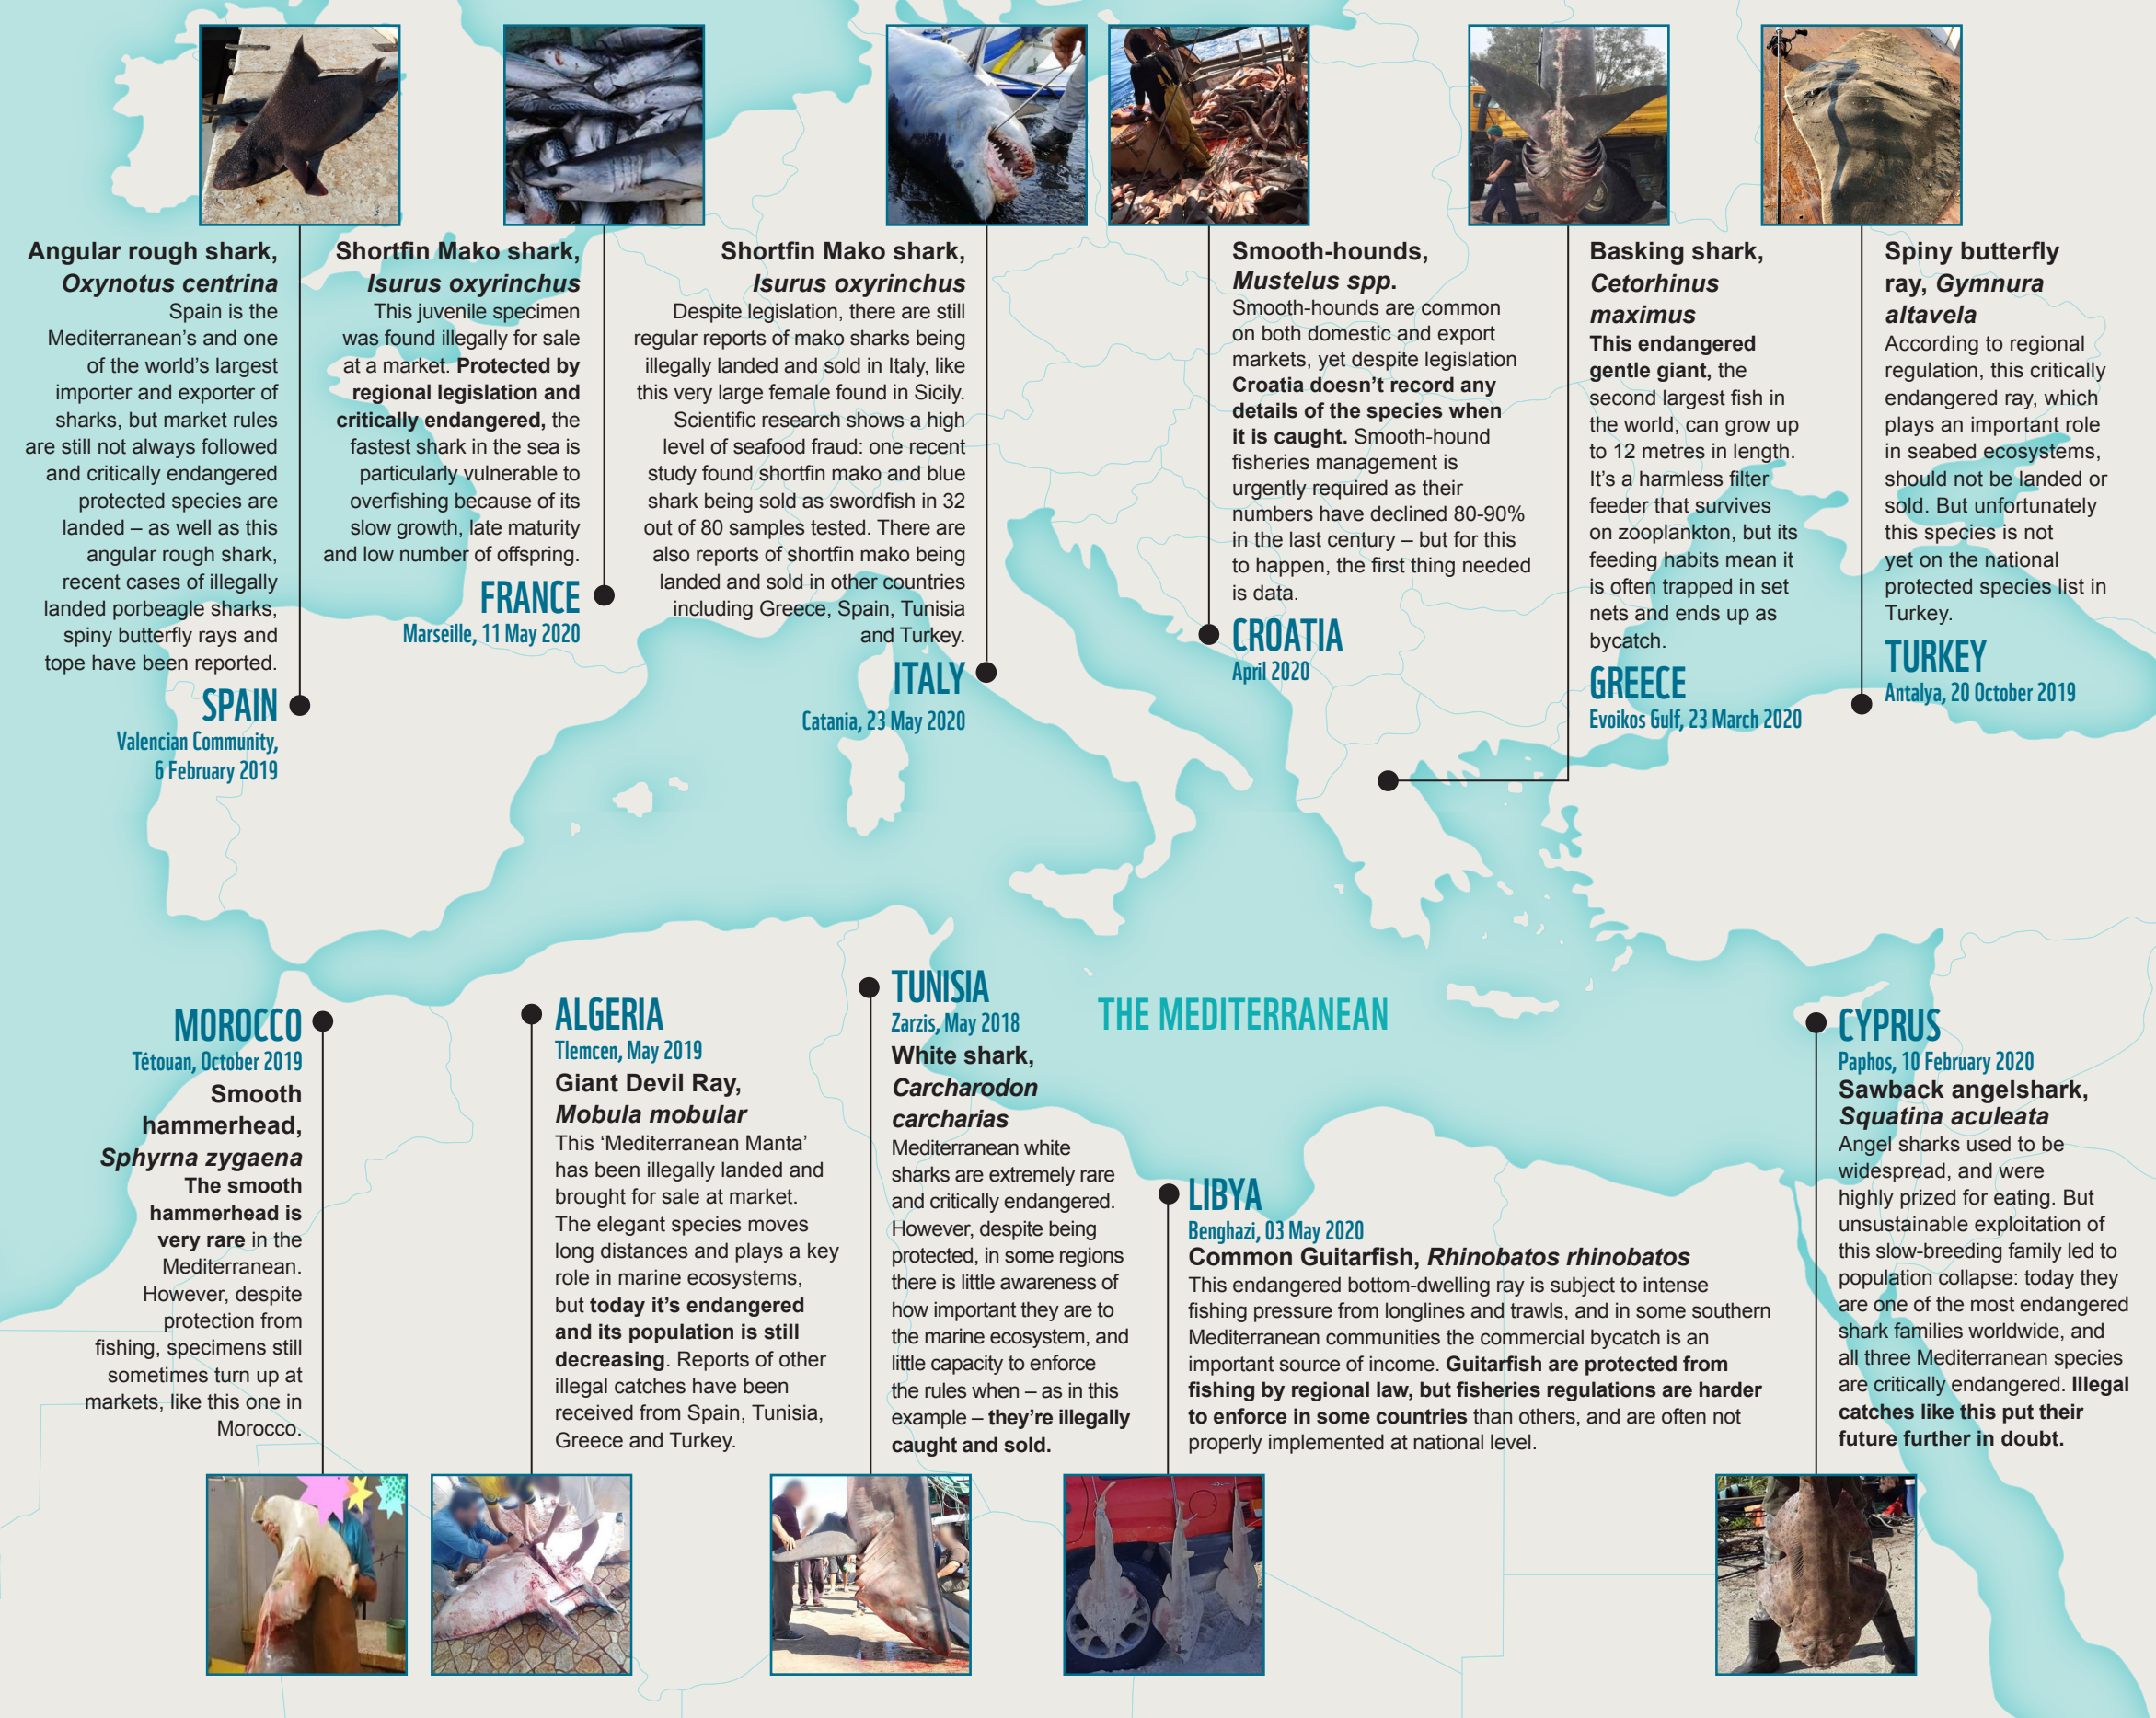 Angular rough shark,
Oxynotus centrina
Spain is the
Mediterranean's and one
of the world's largest
importer and exporter of
sharks, but market rules
are still not always followed
and critically endangered
protected species are
landed – as well as this
angular rough shark,
recent cases of illegally
landed porbeagle sharks,
spiny butterfly rays and
tope have been reported.
SPAIN
Valencian Community,
6 February 2019
Shortfin Mako shark,
Isurus oxyrinchus
This juvenile specimen
was found illegally for sale
at a market. Protected by
regional legislation and
critically endangered, the
fastest shark in the sea is
particularly vulnerable to
overfishing because of its
slow growth, late maturity
and low number of offspring.
FRANCE
Marseille, 11 May 2020
Shortfin Mako shark,
Isurus oxyrinchus
Despite legislation, there are still
regular reports of mako sharks being
illegally landed and sold in Italy, like
this very large female found in Sicily.
Scientific research shows a high
level of seafood fraud: one recent
study found shortfin mako and blue
shark being sold as swordfish in 32
out of 80 samples tested. There are
also reports of shortfin mako being
landed and sold in other countries
including Greece, Spain, Tunisia
and Turkey.
ITALY
Catania, 23 May 2020
Smooth-hounds,
Mustelus spp.
Smooth-hounds are common
on both domestic and export
markets, yet despite legislation
Croatia doesn't record any
details of the species when
it is caught. Smooth-hound
fisheries management is
urgently required as their
numbers have declined 80-90%
in the last century – but for this
to happen, the first thing needed
is data.
CROATIA
April 2020
Basking shark,
Cetorhinus
maximus
This endangered
gentle giant, the
second largest fish in
the world, can grow up
to 12 metres in length.
It's a harmless filter
feeder that survives
on zooplankton, but its
feeding habits mean it
is often trapped in set
nets and ends up as
bycatch.
GREECE
Evoikos Gulf, 23 March 2020
Spiny butterfly
ray, Gymnura
altavela
According to regional
regulation, this critically
endangered ray, which
plays an important role
in seabed ecosystems,
should not be landed or
sold. But unfortunately
this species is not
yet on the national
protected species list in
Turkey.
TURKEY
Antalya, 20 October 2019
MOROCCO
Tétouan, October 2019
Smooth
hammerhead,
Sphyrna zygaena
The smooth
hammerhead is
very rare in the
Mediterranean.
However, despite
protection from
fishing, specimens still
sometimes turn up at
markets, like this one in
Morocco.
ALGERIA
Tlemcen, May 2019
Giant Devil Ray,
Mobula mobular
This 'Mediterranean Manta'
has been illegally landed and
brought for sale at market.
The elegant species moves
long distances and plays a key
role in marine ecosystems,
but today it's endangered
and its population is still
decreasing. Reports of other
illegal catches have been
received from Spain, Tunisia,
Greece and Turkey.
TUNISIA
Zarzis, May 2018
White shark,
Carcharodon
carcharias
Mediterranean white
sharks are extremely rare
and critically endangered.
However, despite being
protected, in some regions
there is little awareness of
how important they are to
the marine ecosystem, and
little capacity to enforce
the rules when – as in this
example – they're illegally
caught and sold.
THE MEDITERRANEAN
LIBYA
Benghazi, 03 May 2020
Common Guitarfish, Rhinobatos rhinobatos
This endangered bottom-dwelling ray is subject to intense
fishing pressure from longlines and trawls, and in some southern
Mediterranean communities the commercial bycatch is an
important source of income. Guitarfish are protected from
fishing by regional law, but fisheries regulations are harder
to enforce in some countries than others, and are often not
properly implemented at national level.
CYPRUS
Paphos, 10 February 2020
Sawback angelshark,
Squatina aculeata
Angel sharks used to be
widespread, and were
highly prized for eating. But
unsustainable exploitation of
this slow-breeding family led to
population collapse: today they
are one of the most endangered
shark families worldwide, and
all three Mediterranean species
are critically endangered. Illegal
catches like this put their
future further in doubt.